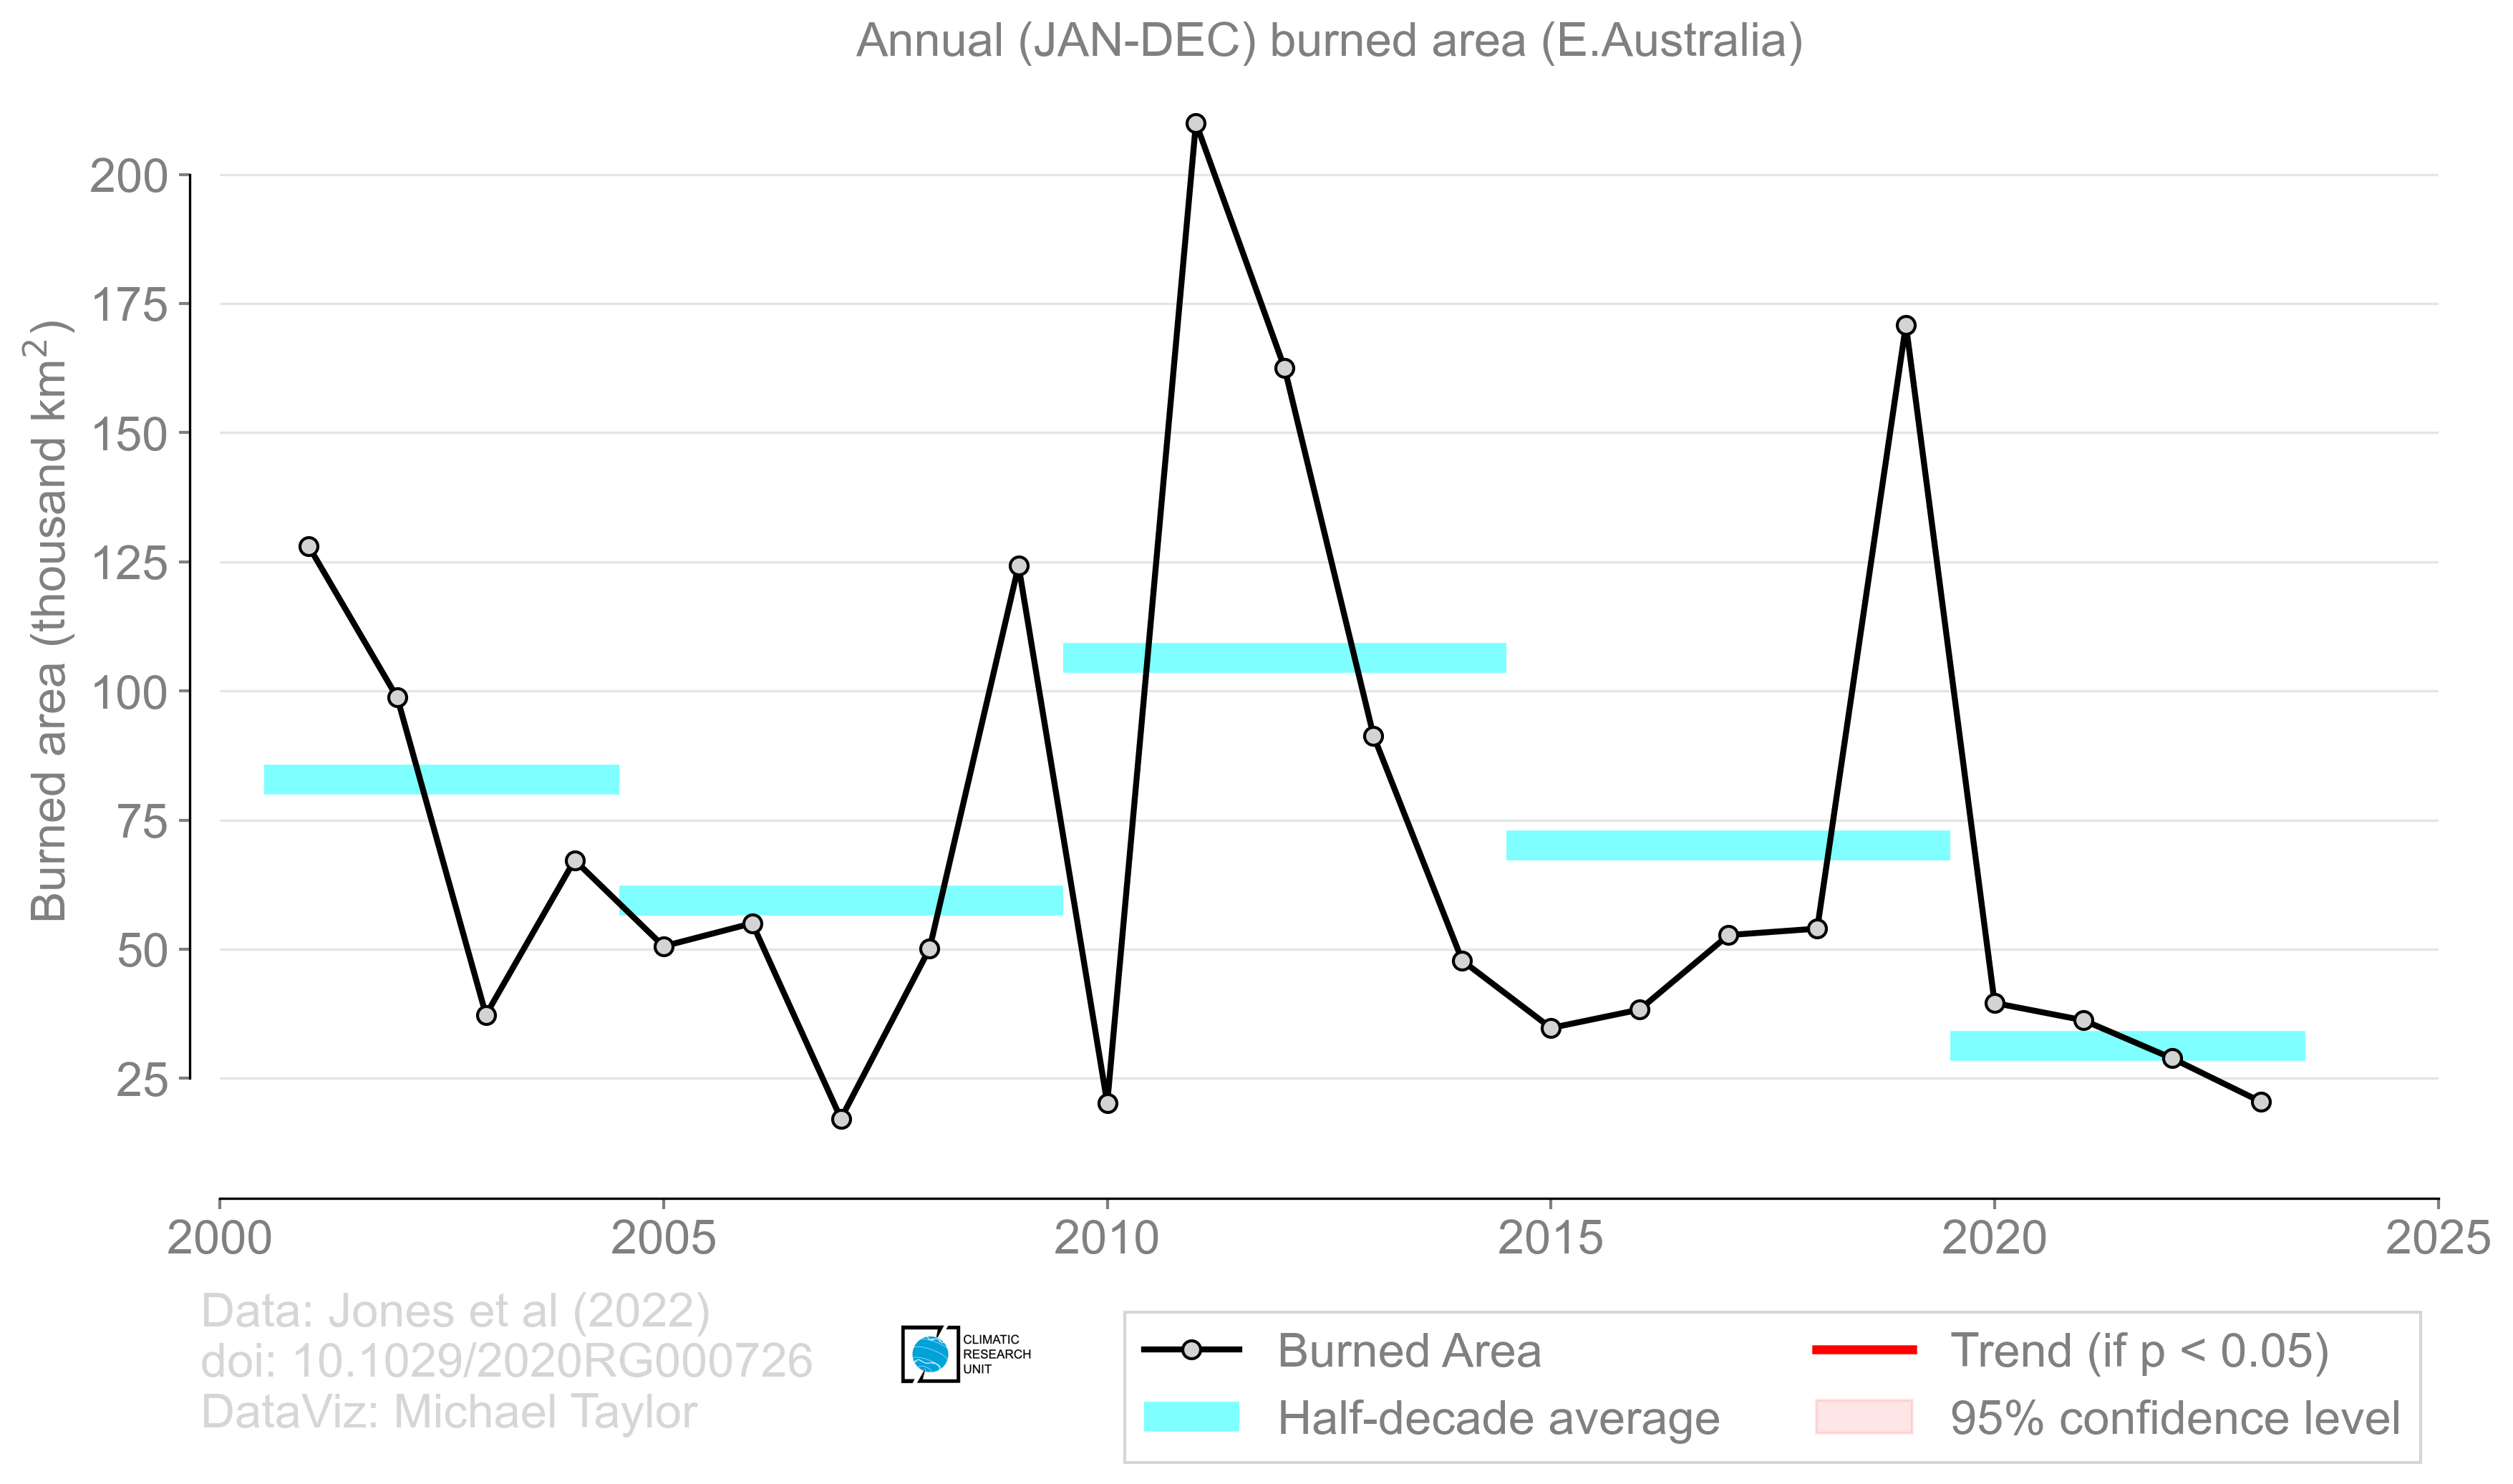 Annual (JAN-DEC) burned area (E.Australia)
Burned area (thousand km²)
200
175
150
125
100
75
50
25
2000 2005 2010 2015 2020 2025
Data: Jones et al (2022)
doi: 10.1029/2020RG000726
DataViz: Michael Taylor
CLIMATIC
RESEARCH
UNIT
Burned Area
Half-decade average
Trend (if p < 0.05)
95% confidence level